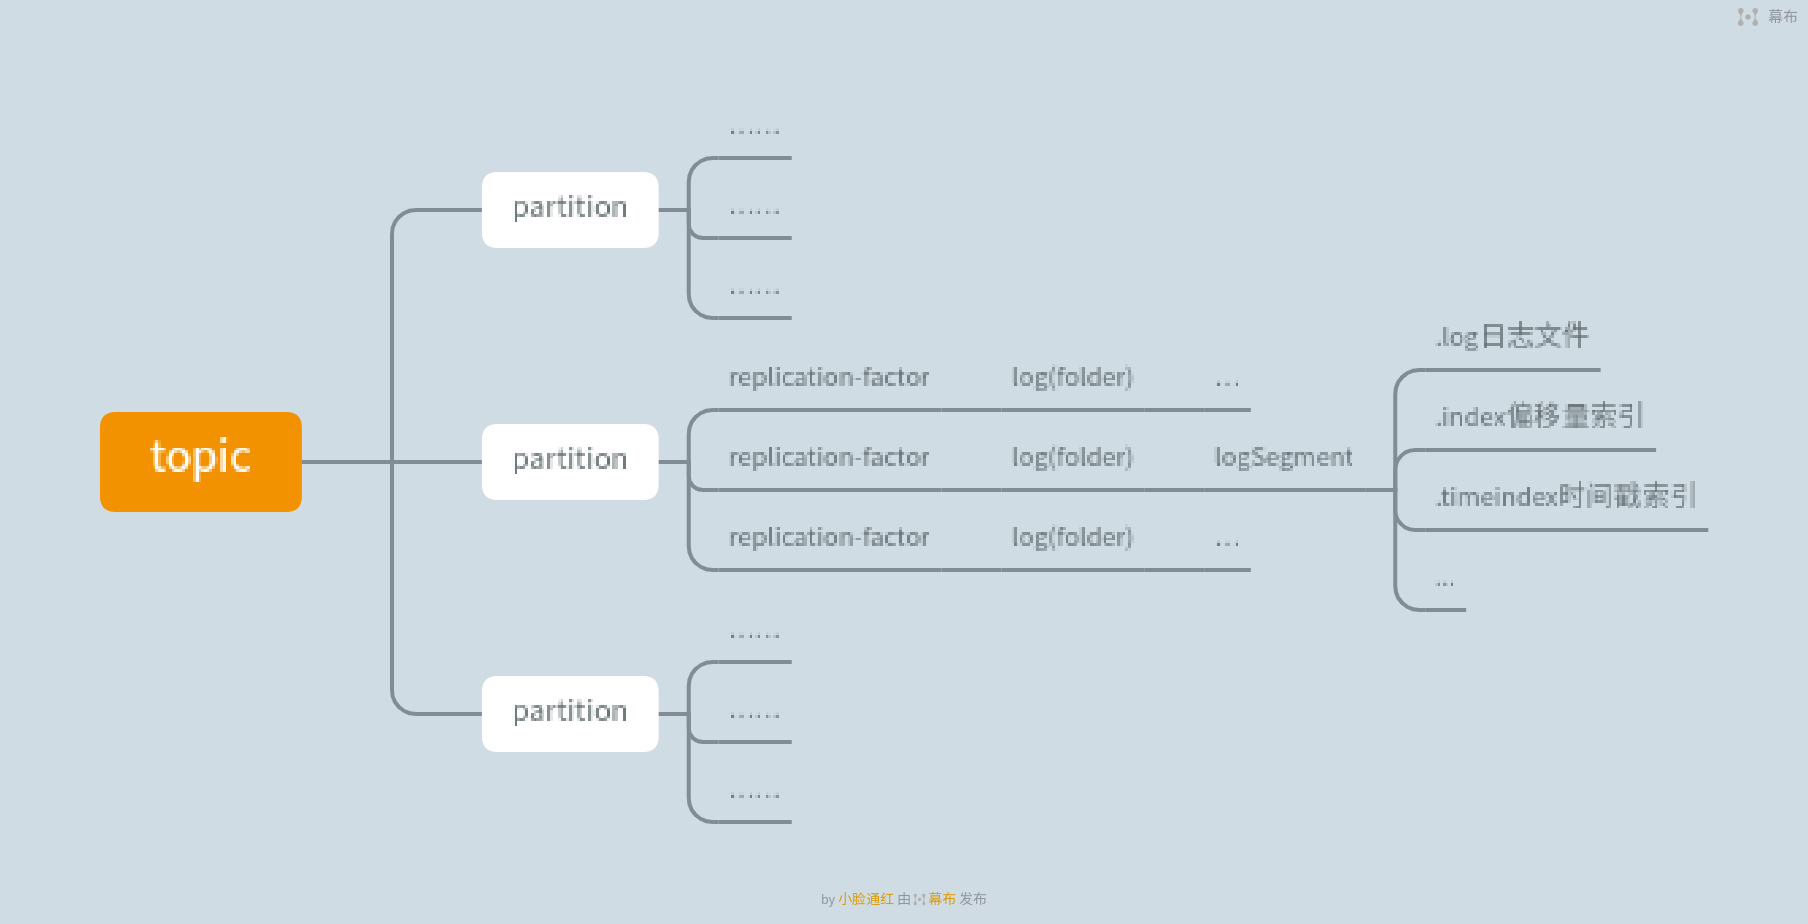 幕布
topic
partition
……
……
……
partition
replication-factor log(folder) ...
replication-factor log(folder) logSegment
replication-factor log(folder) ...
.log日志文件
.index偏移量索引
.timeindex时间戳索引
...
partition
……
……
……
by 小脸通红 由 幕布 发布